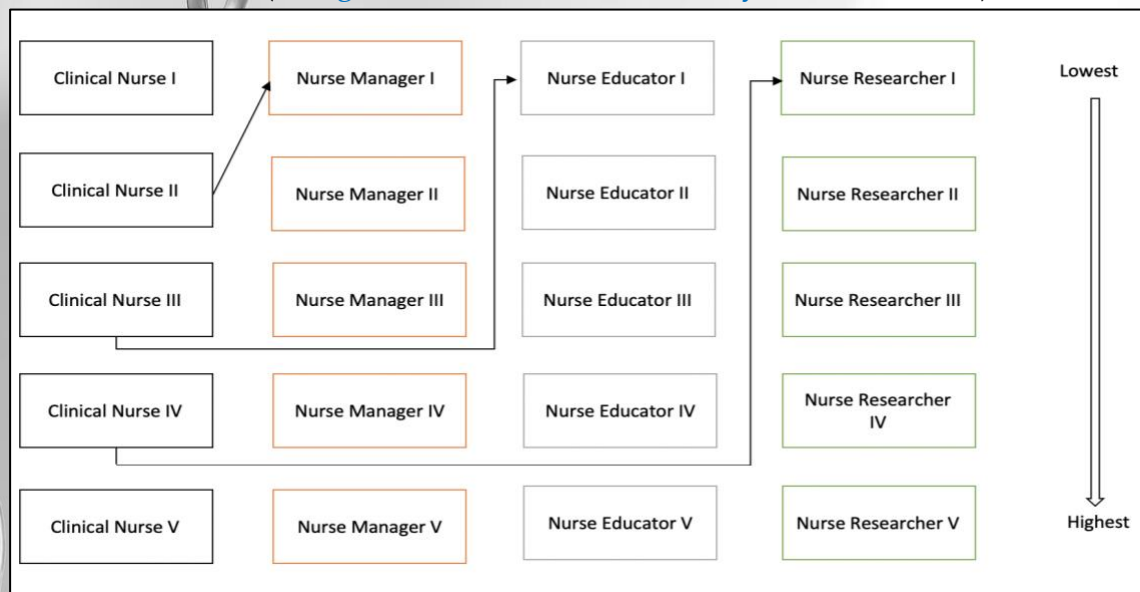 Clinical Nurse I
Nurse Manager I
Nurse Educator I
Nurse Researcher I
Lowest
Clinical Nurse II
Nurse Manager II
Nurse Educator II
Nurse Researcher II
Clinical Nurse III
Nurse Manager III
Nurse Educator III
Nurse Researcher III
Clinical Nurse IV
Nurse Manager IV
Nurse Educator IV
Nurse Researcher
IV
Clinical Nurse V
Nurse Manager V
Nurse Educator V
Nurse Researcher V
Highest